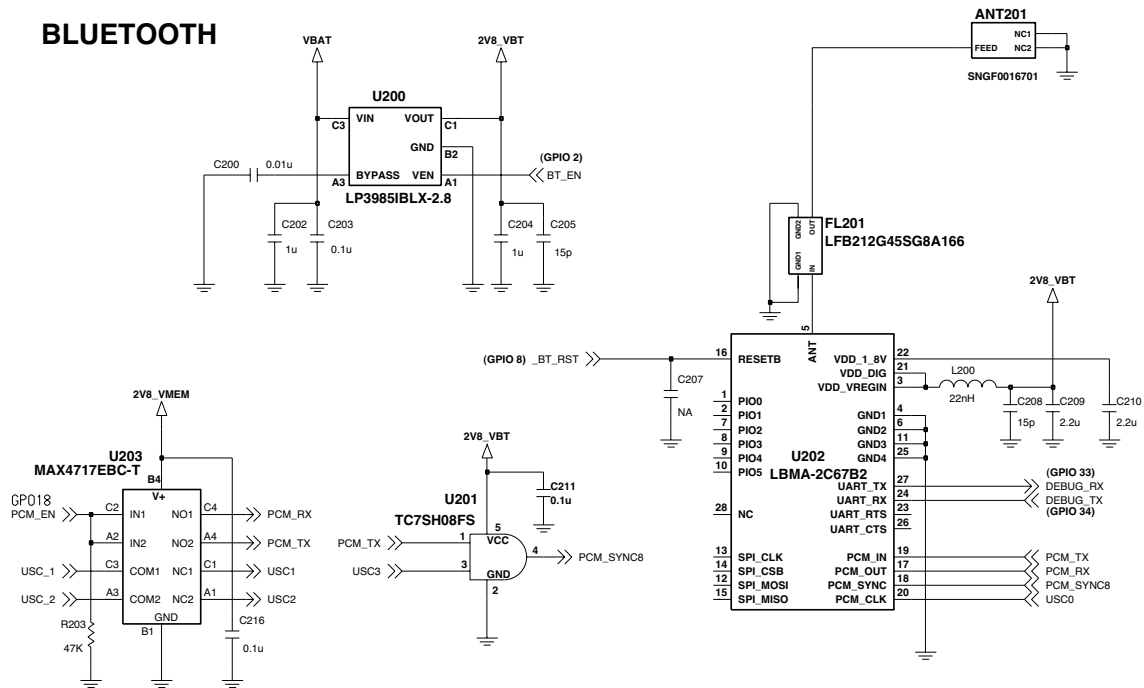 BLUETOOTH
VBAT
2V8_VBT
U200
C3
VIN
VOUT
C1
GND
B2
C200
0.01u
A3
BYPASS
VEN
A1
(GPIO 2)
BT_EN
LP3985IBLX-2.8
C202
1u
C203
0.1u
C204
1u
C205
15p
ANT201
FEED
NC1
NC2
SNGF0016701
FL201
LFB212G45SG8A166
GND2
OUT
GND1
IN
2V8_VBT
5
ANT
(GPIO 8)
_BT_RST
16
RESETB
C207
NA
1
PIO0
2
PIO1
7
PIO2
8
PIO3
9
PIO4
10
PIO5
28
NC
13
SPI_CLK
14
SPI_CSB
12
SPI_MOSI
15
SPI_MISO
U202
LBMA-2C67B2
VDD_1_8V
22
VDD_DIG
21
VDD_VREGIN
3
GND1
4
GND2
6
GND3
11
GND4
25
UART_TX
27
UART_RX
24
UART_RTS
23
UART_CTS
26
PCM_IN
19
PCM_OUT
17
PCM_SYNC
18
PCM_CLK
20
L200
22nH
C208
15p
C209
2.2u
C210
2.2u
(GPIO 33)
DEBUG_RX
DEBUG_TX
(GPIO 34)
PCM_TX
PCM_RX
PCM_SYNC8
USC0
2V8_VMEM
U203
MAX4717EBC-T
B4
V+
GPO18
PCM_EN
C2
IN1
NO1
C4
PCM_RX
A2
IN2
NO2
A4
PCM_TX
USC_1
C3
COM1
NC1
C1
USC1
USC_2
A3
COM2
NC2
A1
USC2
GND
B1
R203
47K
C216
0.1u
2V8_VBT
C211
0.1u
U201
TC7SH08FS
5
VCC
PCM_TX
1
4
PCM_SYNC8
USC3
3
GND
2